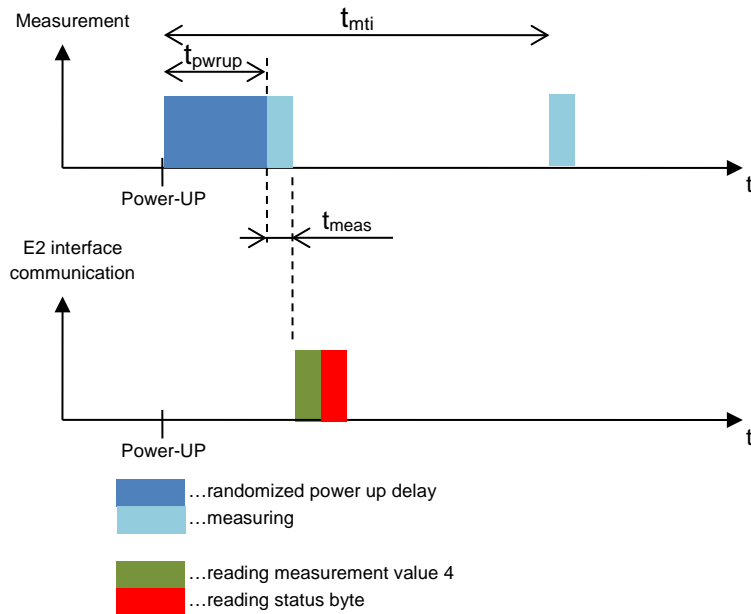 Measurement
tmti
tpwrup
t
Power-UP
tmeas
E2 interface
communication
t
Power-UP
...randomized power up delay
...measuring
...reading measurement value 4
...reading status byte